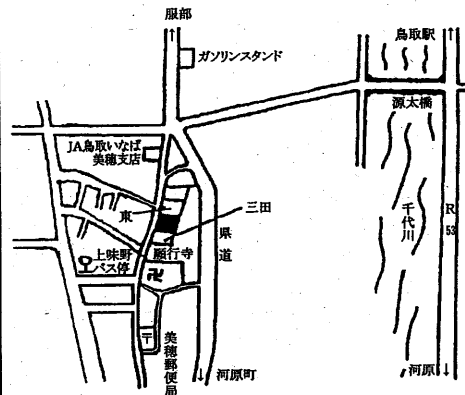 服部
ガソリンスタンド
鳥取駅
源太橋
JA鳥取いなば
美穂支店
東
三田
県道
千代川
R
53
上味野
バス停
願行寺
卍
〒
美穂郵便局
河原町
河原